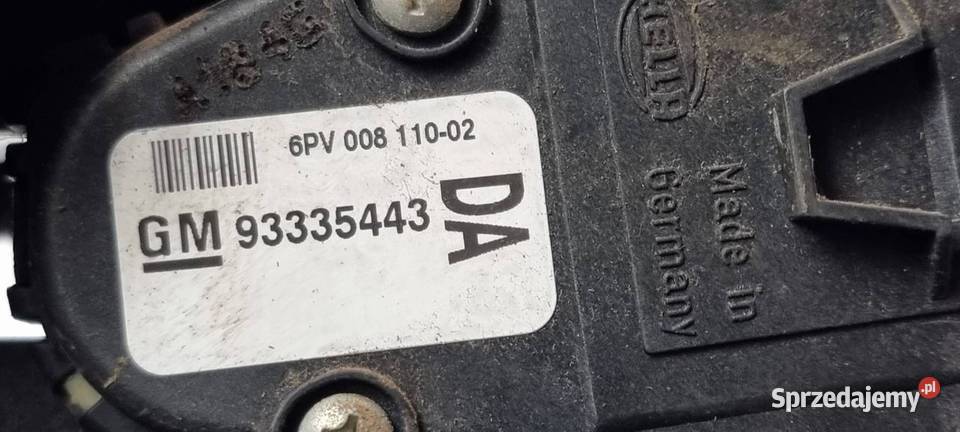 6PV 008 110-02
GM 93335443
DA
HELLA
Made in
Germany
Sprzedajemy.pl